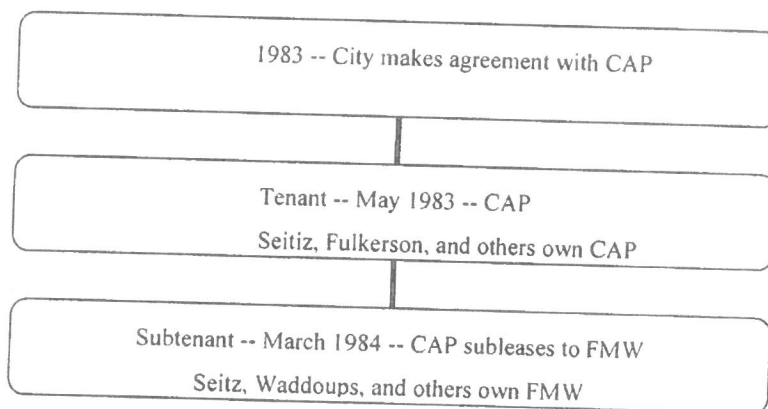 1983 -- City makes agreement with CAP
Tenant -- May 1983 -- CAP
Seitiz, Fulkerson, and others own CAP
Subtenant -- March 1984 -- CAP subleases to FMW
Seitz, Waddoups, and others own FMW